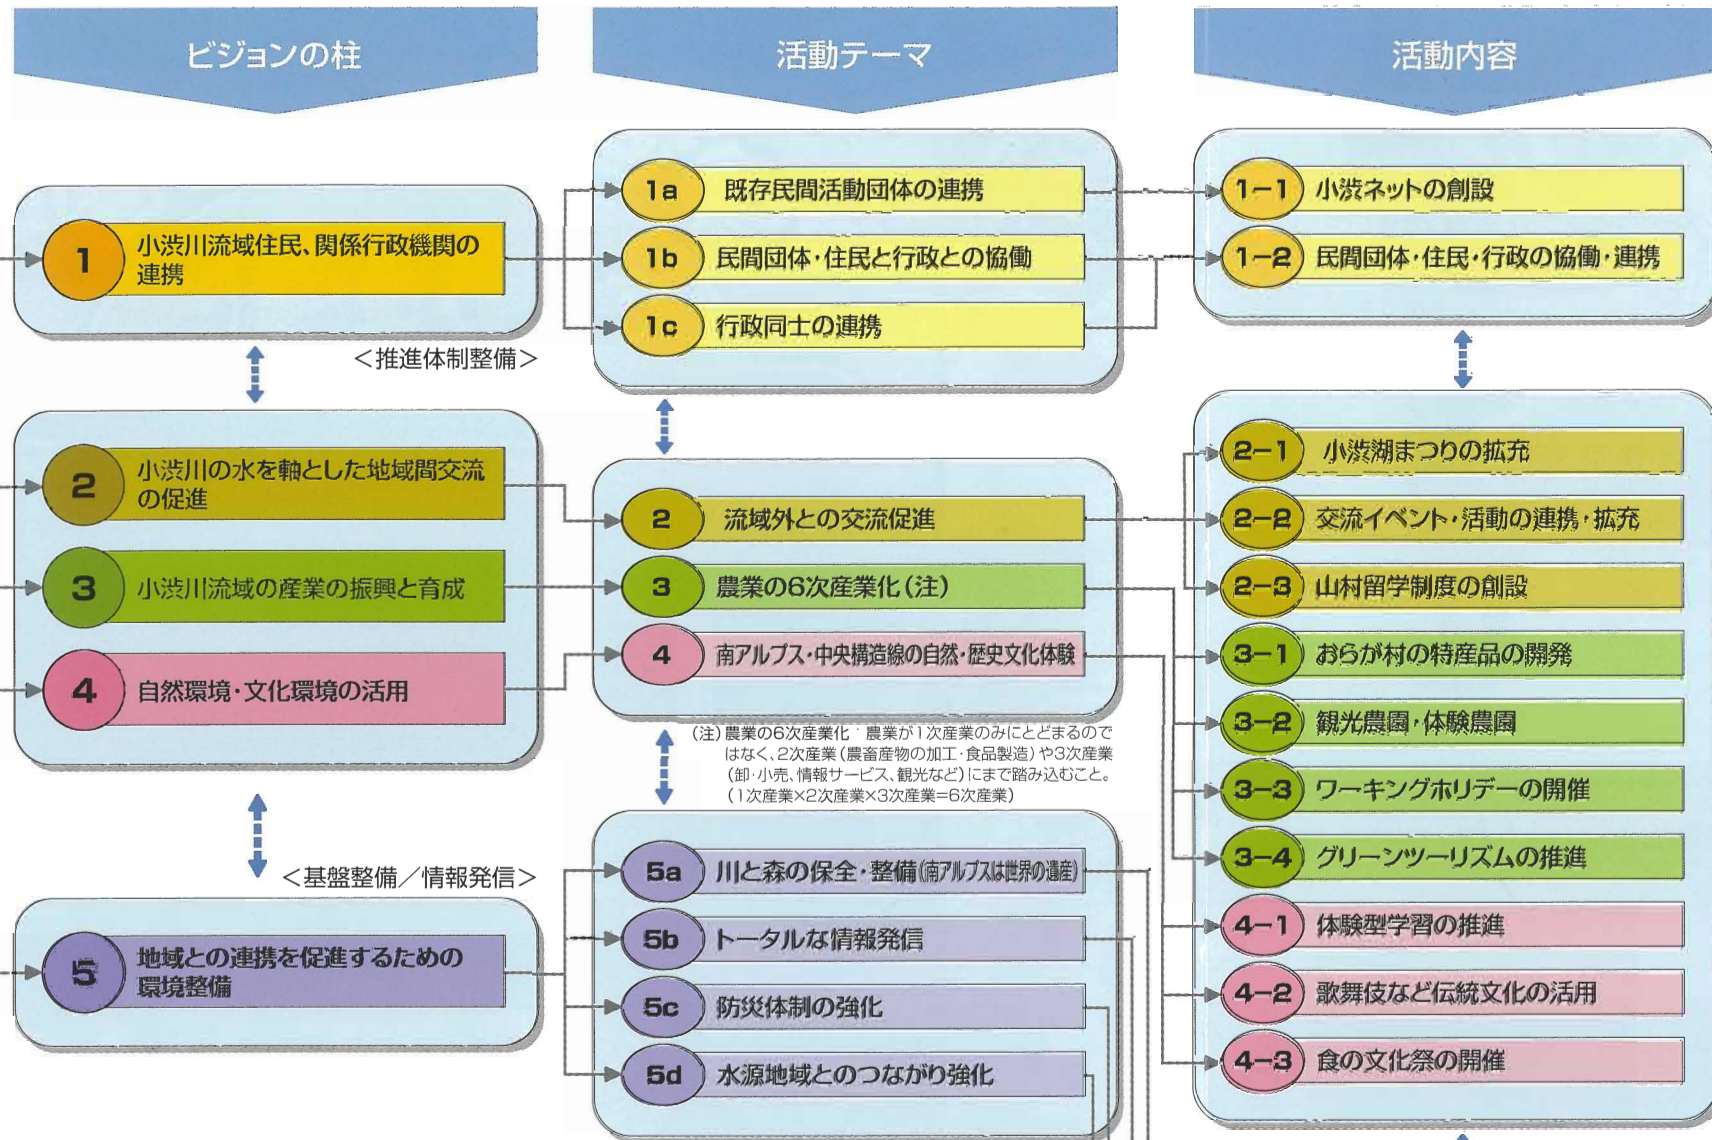 ビジョンの柱
活動テーマ
活動内容
1
小渋川流域住民、関係行政機関の
連携
<推進体制整備>
2
小渋川の水を軸とした地域間交流
の促進
3
小渋川流域の産業の振興と育成
4
自然環境・文化環境の活用
<基盤整備/情報発信>
5
地域との連携を促進するための
環境整備
1a 既存民間活動団体の連携
1b 民間団体・住民と行政との協働
1c 行政同士の連携
2 流域外との交流促進
3 農業の6次産業化(注)
4 南アルプス・中央構造線の自然・歴史文化体験
(注)農業の6次産業化:農業が1次産業のみにとどまるので
はなく、2次産業(農畜産物の加工・食品製造)や3次産業
(卸・小売、情報サービス、観光など)にまで踏み込むこと。
(1次産業×2次産業×3次産業=6次産業)
5a 川と森の保全・整備(南アルプスは世界の遺産)
5b トータルな情報発信
5c 防災体制の強化
5d 水源地域とのつながり強化
1-1 小渋ネットの創設
1-2 民間団体・住民・行政の協働・連携
2-1 小渋湖まつりの拡充
2-2 交流イベント・活動の連携・拡充
2-3 山村留学制度の創設
3-1 おらが村の特産品の開発
3-2 観光農園・体験農園
3-3 ワーキングホリデーの開催
3-4 グリーンツーリズムの推進
4-1 体験型学習の推進
4-2 歌舞伎など伝統文化の活用
4-3 食の文化祭の開催